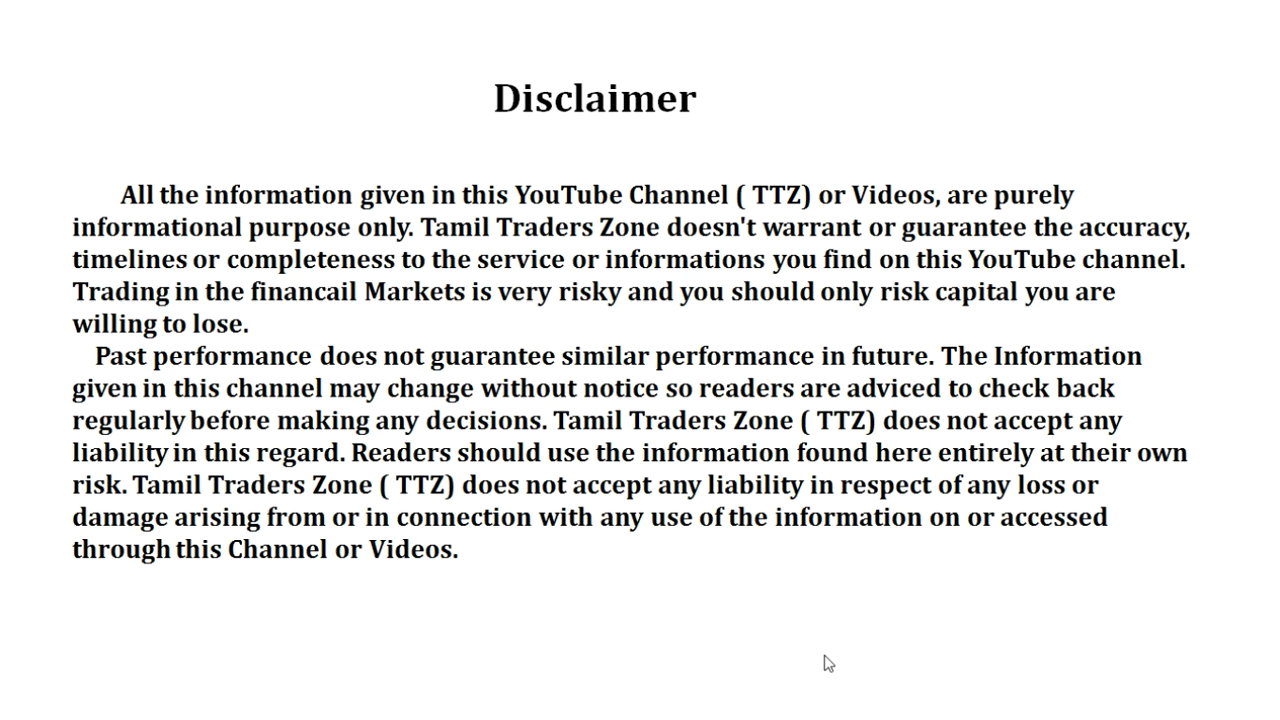 Disclaimer
All the information given in this YouTube Channel ( TTZ) or Videos, are purely
informational purpose only. Tamil Traders Zone doesn't warrant or guarantee the accuracy,
timelines or completeness to the service or informations you find on this YouTube channel.
Trading in the financail Markets is very risky and you should only risk capital you are
willing to lose.
Past performance does not guarantee similar performance in future. The Information
given in this channel may change without notice so readers are adviced to check back
regularly before making any decisions. Tamil Traders Zone ( TTZ) does not accept any
liability in this regard. Readers should use the information found here entirely at their own
risk. Tamil Traders Zone ( TTZ) does not accept any liability in respect of any loss or
damage arising from or in connection with any use of the information on or accessed
through this Channel or Videos.